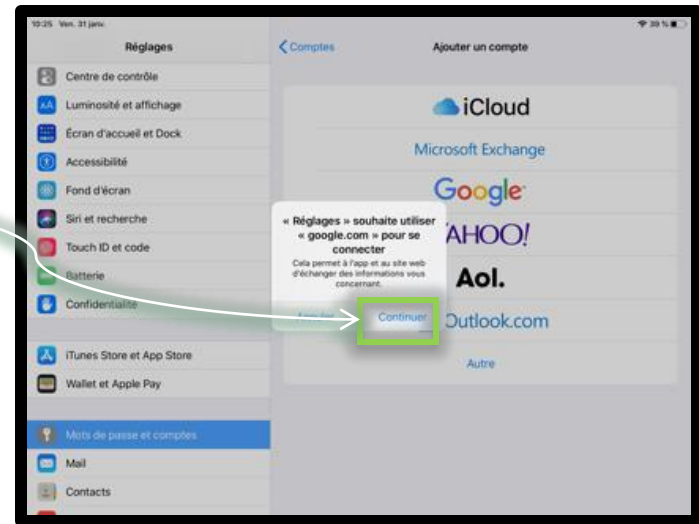 10:25 Ven. 31 janv.
39 %
Réglages
Comptes
Ajouter un compte
Centre de contrôle
Luminosité et affichage
Écran d'accueil et Dock
Accessibilité
Fond d'écran
Siri et recherche
Touch ID et code
Batterie
Confidentialité
iTunes Store et App Store
Wallet et Apple Pay
Mots de passe et comptes
Mail
Contacts
iCloud
Microsoft Exchange
Google
YAHOO!
Aol.
Outlook.com
Autre
« Réglages » souhaite utiliser
« google.com » pour se
connecter
Cela permet à l'app et au site web
d'échanger des informations vous
concernant.
Annuler
Continuer